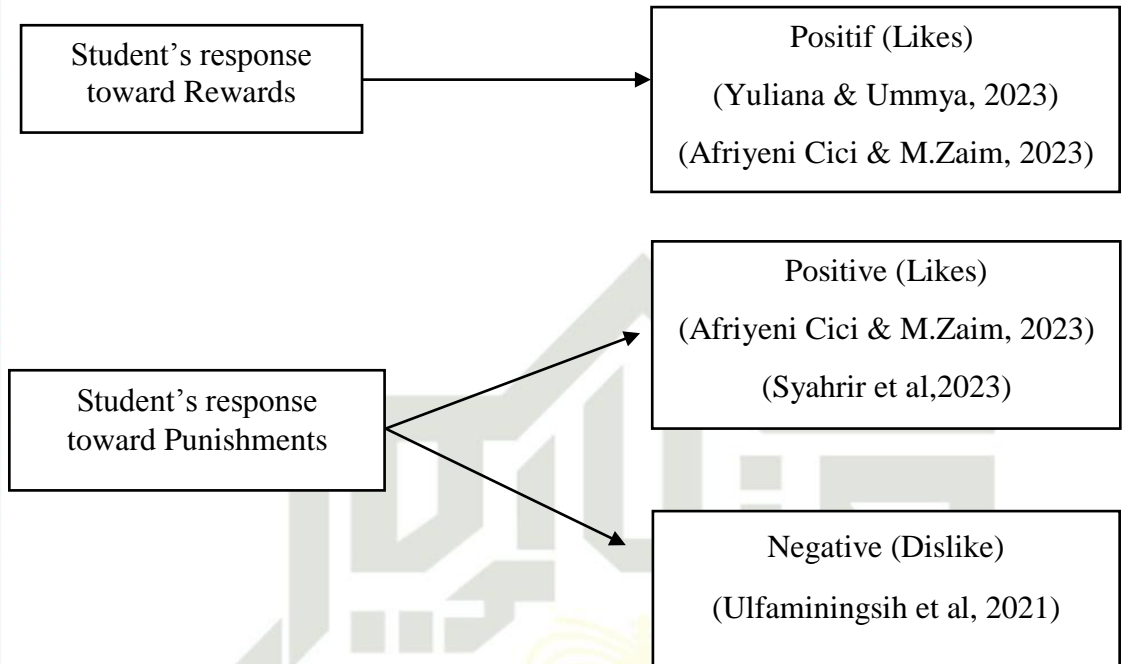 Student’s response
toward Rewards
Positif (Likes)
(Yuliana & Ummya, 2023)
(Afriyeni Cici & M.Zaim, 2023)
Student’s response
toward Punishments
Positive (Likes)
(Afriyeni Cici & M.Zaim, 2023)
(Syahrir et al,2023)
Negative (Dislike)
(Ulfaminingsih et al, 2021)